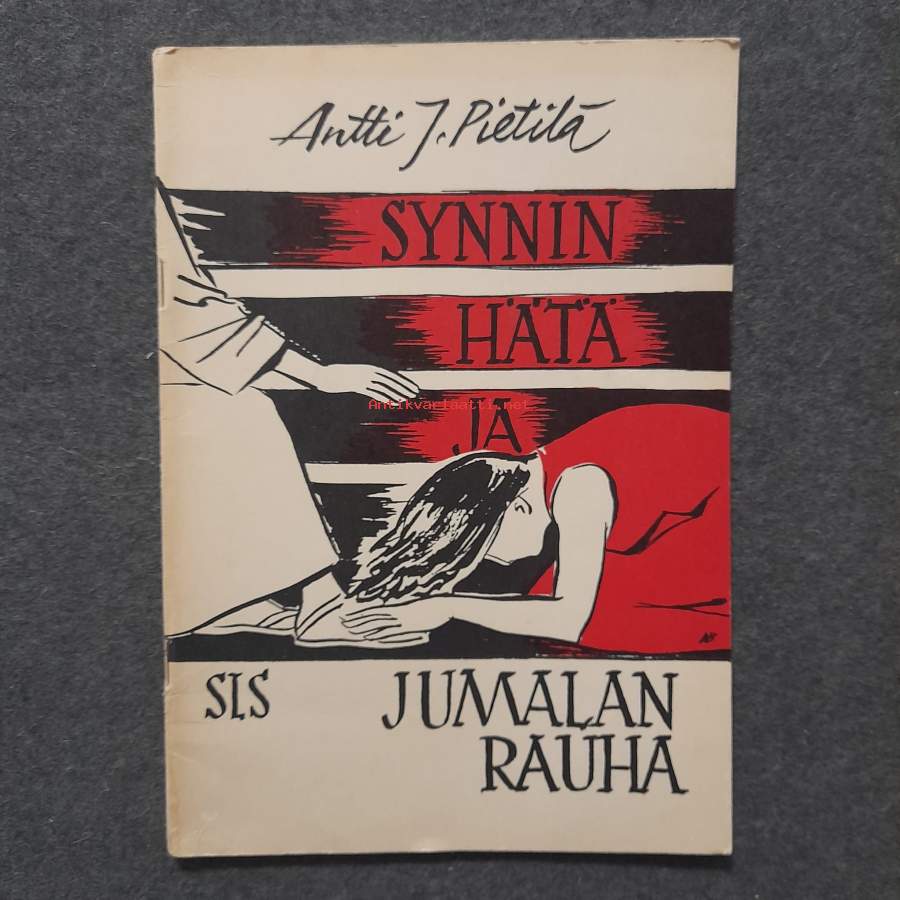 Antti J. Pietilä
SYNNIN
HÄTÄ
Antikvariaatti.net
JA
SLS JUMALAN
RAUHA